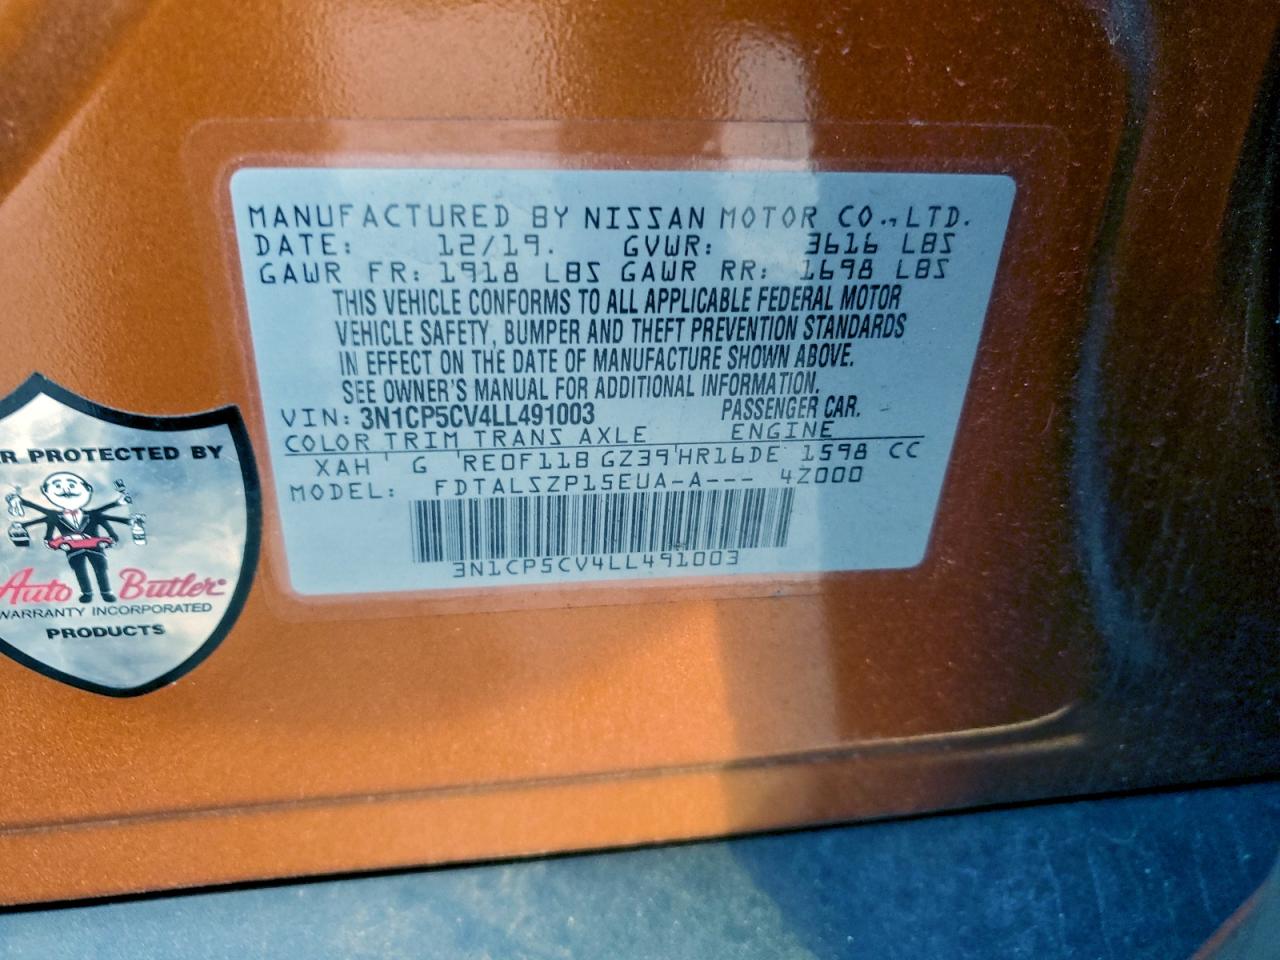 MANUFACTURED BY NISSAN MOTOR CO., LTD.
DATE: 12/19. GVWR: 3616 LBS
GAWR FR: 1918 LBS GAWR RR: 1698 LBS
THIS VEHICLE CONFORMS TO ALL APPLICABLE FEDERAL MOTOR
VEHICLE SAFETY, BUMPER AND THEFT PREVENTION STANDARDS
IN EFFECT ON THE DATE OF MANUFACTURE SHOWN ABOVE.
SEE OWNER'S MANUAL FOR ADDITIONAL INFORMATION.
VIN: 3N1CP5CV4LL491003 PASSENGER CAR.
COLOR TRIM TRANS AXLE ENGINE
XAH G RE0F11B GZ39 HR16DE 1598 CC
MODEL: FDTALSZP15EUA-A--- 4Z000
3N1CP5CV4LL491003
R PROTECTED BY
Auto Butler
WARRANTY INCORPORATED
PRODUCTS